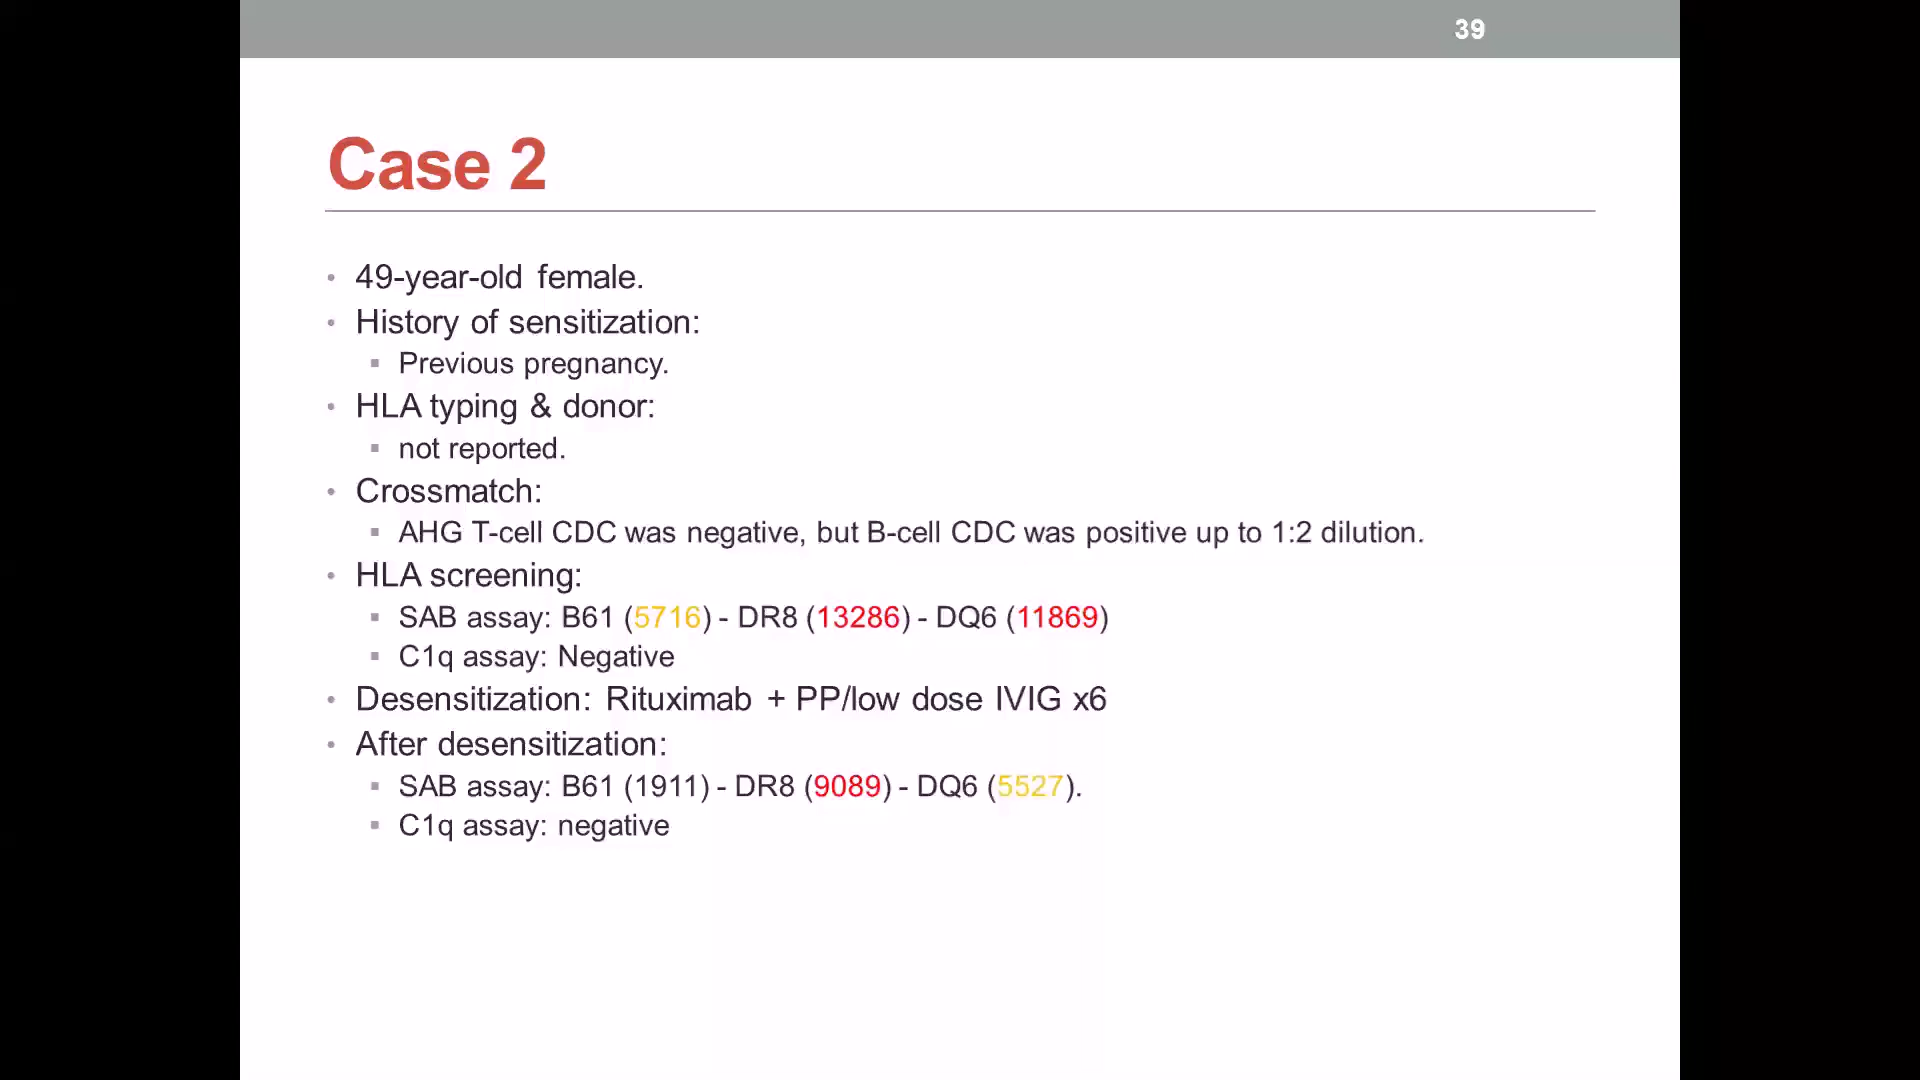 39
Case 2
• 49-year-old female.
• History of sensitization:
▪ Previous pregnancy.
• HLA typing & donor:
▪ not reported.
• Crossmatch:
▪ AHG T-cell CDC was negative, but B-cell CDC was positive up to 1:2 dilution.
• HLA screening:
▪ SAB assay: B61 (5716) - DR8 (13286) - DQ6 (11869)
▪ C1q assay: Negative
• Desensitization: Rituximab + PP/low dose IVIG x6
• After desensitization:
▪ SAB assay: B61 (1911) - DR8 (9089) - DQ6 (5527).
▪ C1q assay: negative